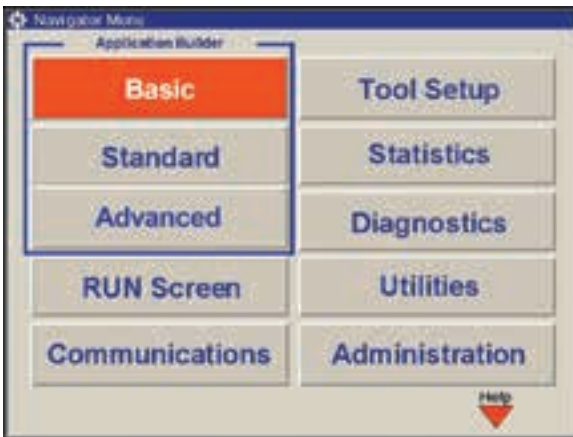 Navigator Menu
Application Builder
Basic
Standard
Advanced
RUN Screen
Communications
Tool Setup
Statistics
Diagnostics
Utilities
Administration
Help